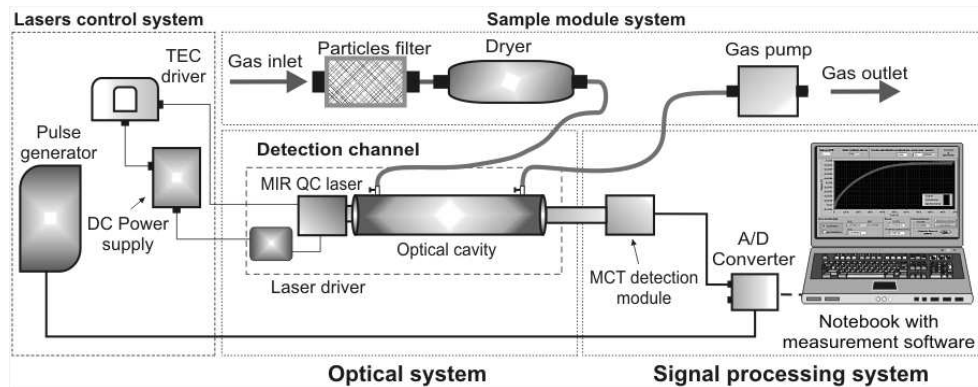 Lasers control system
Sample module system
TEC
driver
Gas inlet
Particles filter
Dryer
Gas pump
Gas outlet
Pulse
generator
DC Power
supply
Detection channel
MIR QC laser
Optical cavity
Laser driver
MCT detection
module
A/D
Converter
Notebook with
measurement software
Optical system
Signal processing system